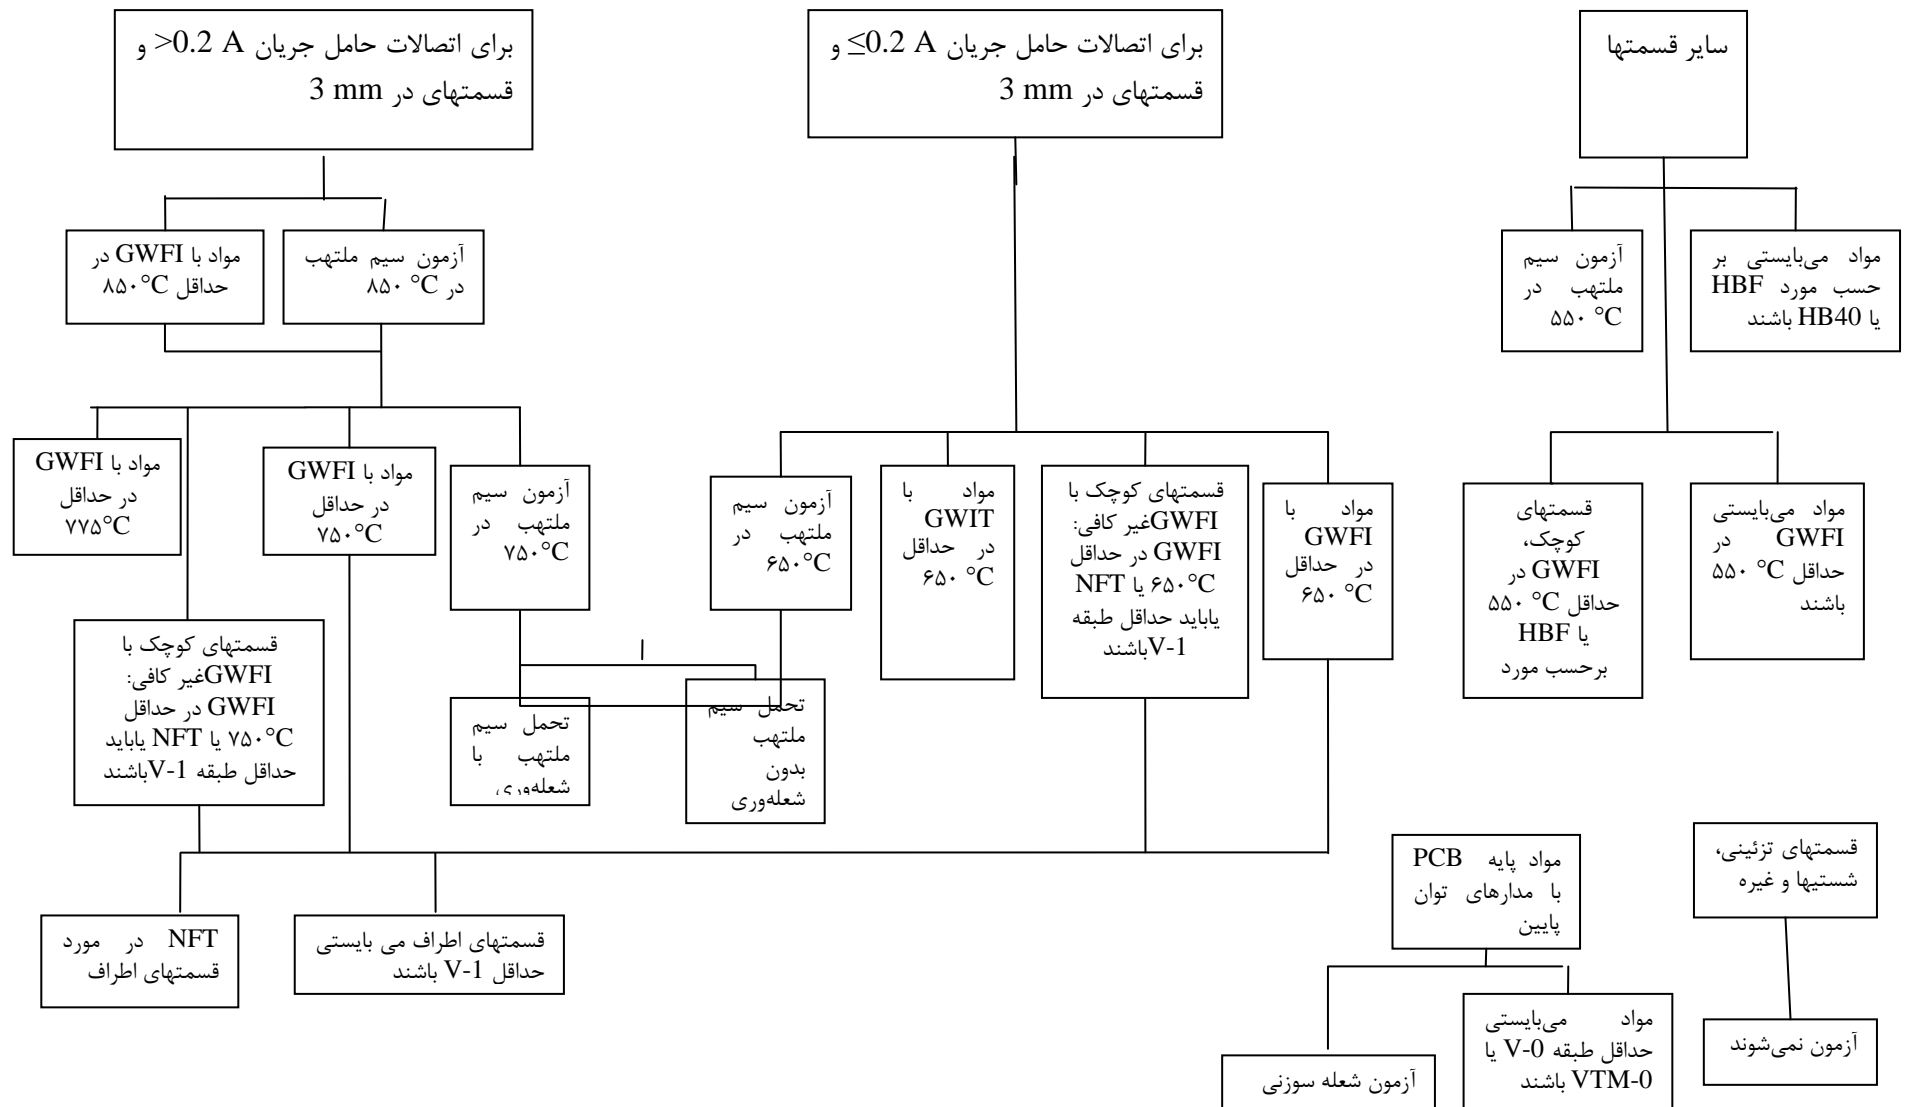 برای اتصالات حامل جریان >0.2 A و
قسمتهای در 3 mm
برای اتصالات حامل جریان ≤0.2 A و
قسمتهای در 3 mm
سایر قسمتها
مواد با GWFI در
حداقل ۸۵۰°C
آزمون سیم ملتهب
در ۸۵۰ °C
آزمون سیم
ملتهب در
۵۵۰ °C
مواد می‌بایستی بر
حسب مورد HBF
یا HB40 باشند
مواد با GWFI
در حداقل
۷۷۵°C
مواد با GWFI
در حداقل
۷۵۰°C
آزمون سیم
ملتهب در
۷۵۰°C
آزمون سیم
ملتهب در
۶۵۰°C
مواد با
GWIT
در حداقل
۶۵۰ °C
قسمتهای کوچک با
GWFIغیر کافی:
GWFI در حداقل
۶۵۰°C یا NFT
یاباید حداقل طبقه
V-1باشند
مواد با
GWFI
در حداقل
۶۵۰ °C
قسمتهای
کوچک،
GWFI در
حداقل ۵۵۰ °C
یا HBF
برحسب مورد
مواد می‌بایستی
GWFI در
حداقل ۵۵۰ °C
باشند
قسمتهای کوچک با
GWFIغیر کافی:
GWFI در حداقل
۷۵۰°C یا NFT یاباید
حداقل طبقه V-1باشند
تحمل سیم
ملتهب با
شعله‌وری
تحمل سیم
ملتهب
بدون
شعله‌وری
مواد پایه PCB
با مدارهای توان
پایین
قسمتهای تزئینی،
شستیها و غیره
NFT در مورد
قسمتهای اطراف
قسمتهای اطراف می بایستی
حداقل V-1 باشند
آزمون شعله سوزنی
مواد می‌بایستی
حداقل طبقه V-0 یا
VTM-0 باشند
آزمون نمی‌شوند